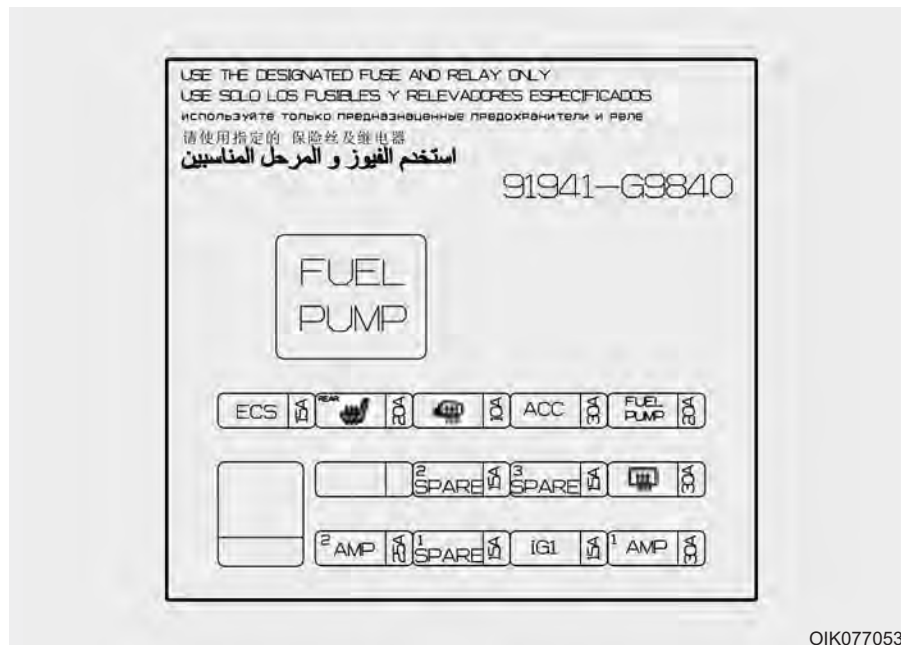 USE THE DESIGNATED FUSE AND RELAY ONLY
USE SOLO LOS FUSIBLES Y RELEVADORES ESPECIFICADOS
используйте только предназначенные предохранители и реле
请使用指定的 保险丝及继电器
استخدم الفيوز و المرحل المناسبين
91941-G9840
FUEL
PUMP
ECS 15A REAR 20A 10A ACC 30A FUEL PUMP 20A
2 SPARE 15A 3 SPARE 15A 30A
2 AMP 25A 1 SPARE 15A IG1 15A 1 AMP 30A
OIK077053